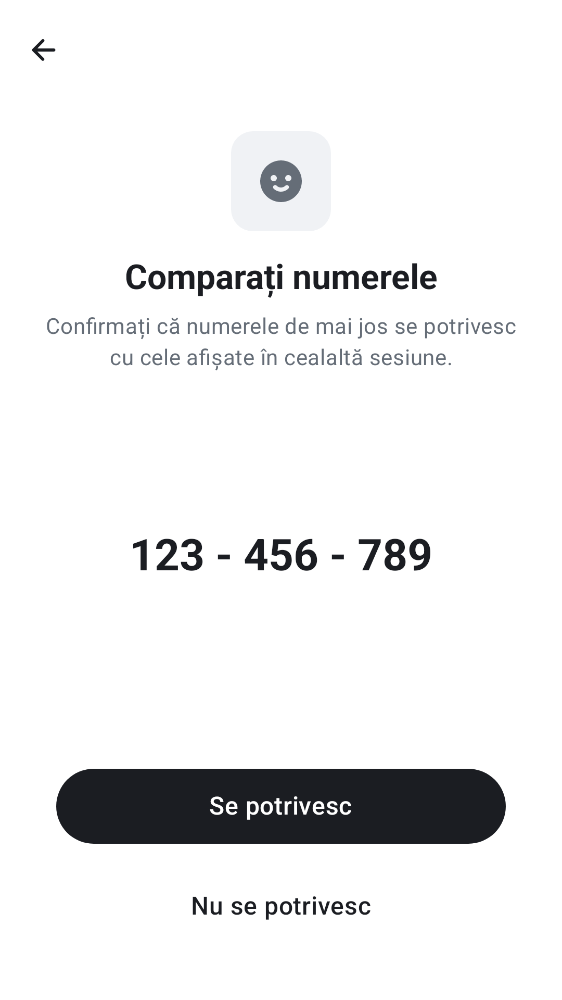 Comparați numerele
Confirmați că numerele de mai jos se potrivesc
cu cele afișate în cealaltă sesiune.
123 - 456 - 789
Se potrivesc
Nu se potrivesc